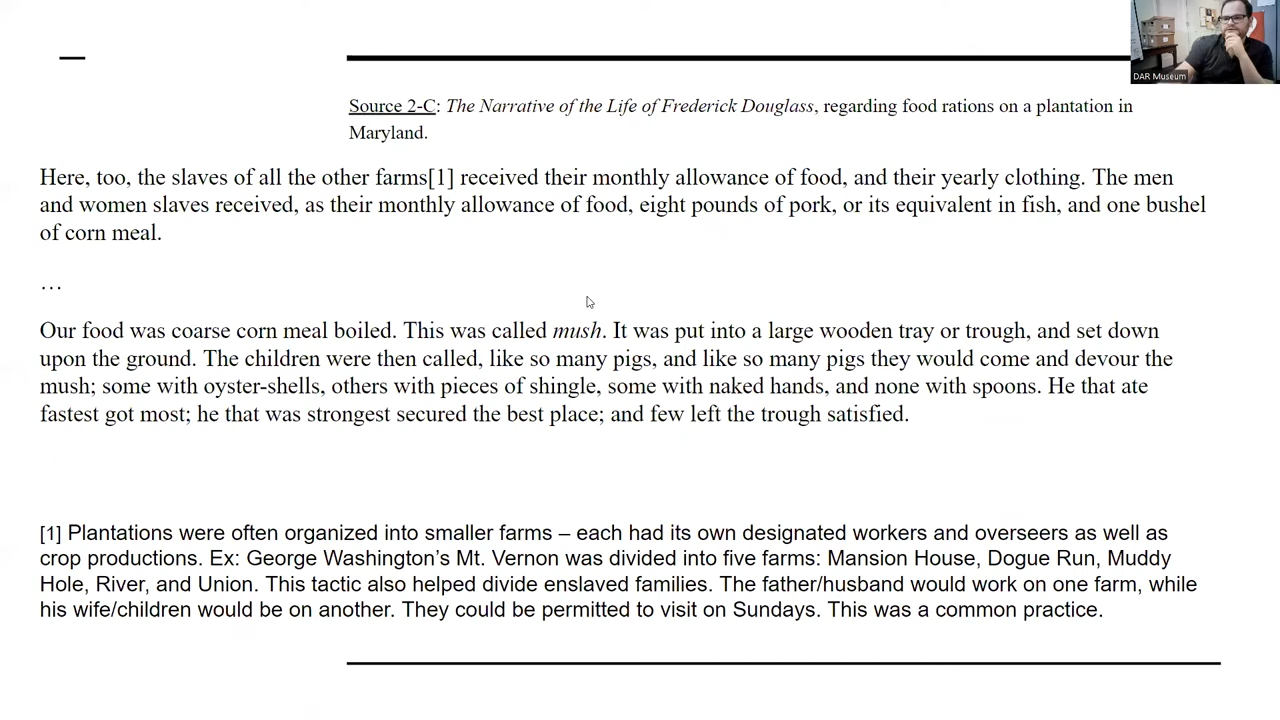 DAR Museum
Source 2-C: The Narrative of the Life of Frederick Douglass, regarding food rations on a plantation in
Maryland.
Here, too, the slaves of all the other farms[1] received their monthly allowance of food, and their yearly clothing. The men
and women slaves received, as their monthly allowance of food, eight pounds of pork, or its equivalent in fish, and one bushel
of corn meal.
…
Our food was coarse corn meal boiled. This was called mush. It was put into a large wooden tray or trough, and set down
upon the ground. The children were then called, like so many pigs, and like so many pigs they would come and devour the
mush; some with oyster-shells, others with pieces of shingle, some with naked hands, and none with spoons. He that ate
fastest got most; he that was strongest secured the best place; and few left the trough satisfied.
[1] Plantations were often organized into smaller farms – each had its own designated workers and overseers as well as
crop productions. Ex: George Washington’s Mt. Vernon was divided into five farms: Mansion House, Dogue Run, Muddy
Hole, River, and Union. This tactic also helped divide enslaved families. The father/husband would work on one farm, while
his wife/children would be on another. They could be permitted to visit on Sundays. This was a common practice.